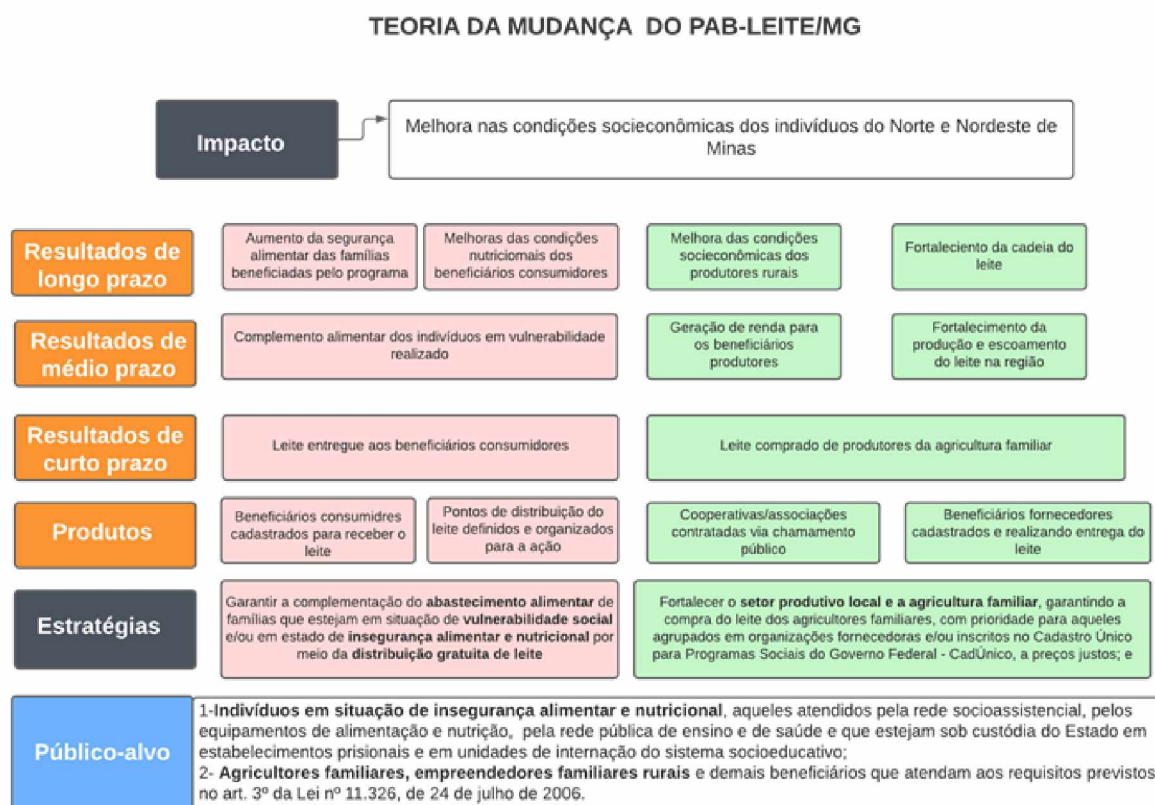 TEORIA DA MUDANÇA DO PAB-LEITE/MG
Impacto
Melhora nas condições socieconômicas dos indivíduos do Norte e Nordeste de
Minas
Resultados de
longo prazo
Aumento da segurança
alimentar das famílias
beneficiadas pelo programa
Melhoras das condições
nutricionmais dos
beneficiários consumidores
Melhora das condições
socieconômicas dos
produtores rurais
Fortaleciento da cadeia do
leite
Resultados de
médio prazo
Complemento alimentar dos indivíduos em vulnerabilidade
realizado
Geração de renda para
os beneficiários
produtores
Fortalecimento da
produção e escoamento
do leite na região
Resultados de
curto prazo
Leite entregue aos beneficiários consumidores
Leite comprado de produtores da agricultura familiar
Produtos
Beneficiários consumidres
cadastrados para receber o
leite
Pontos de distribuição do
leite definidos e organizados
para a ação
Cooperativas/associações
contratadas via chamamento
público
Beneficiários fornecedores
cadastrados e realizando entrega do
leite
Estratégias
Garantir a complementação do abastecimento alimentar de
famílias que estejam em situação de vulnerabilidade social
e/ou em estado de insegurança alimentar e nutricional por
meio da distribuição gratuita de leite
Fortalecer o setor produtivo local e a agricultura familiar, garantindo a
compra do leite dos agricultores familiares, com prioridade para aqueles
agrupados em organizações fornecedoras e/ou inscritos no Cadastro Único
para Programas Sociais do Governo Federal - CadÚnico, a preços justos; e
Público-alvo
1-Indivíduos em situação de insegurança alimentar e nutricional, aqueles atendidos pela rede socioassistencial, pelos
equipamentos de alimentação e nutrição, pela rede pública de ensino e de saúde e que estejam sob custódia do Estado em
estabelecimentos prisionais e em unidades de internação do sistema socioeducativo;
2- Agricultores familiares, empreendedores familiares rurais e demais beneficiários que atendam aos requisitos previstos
no art. 3º da Lei nº 11.326, de 24 de julho de 2006.